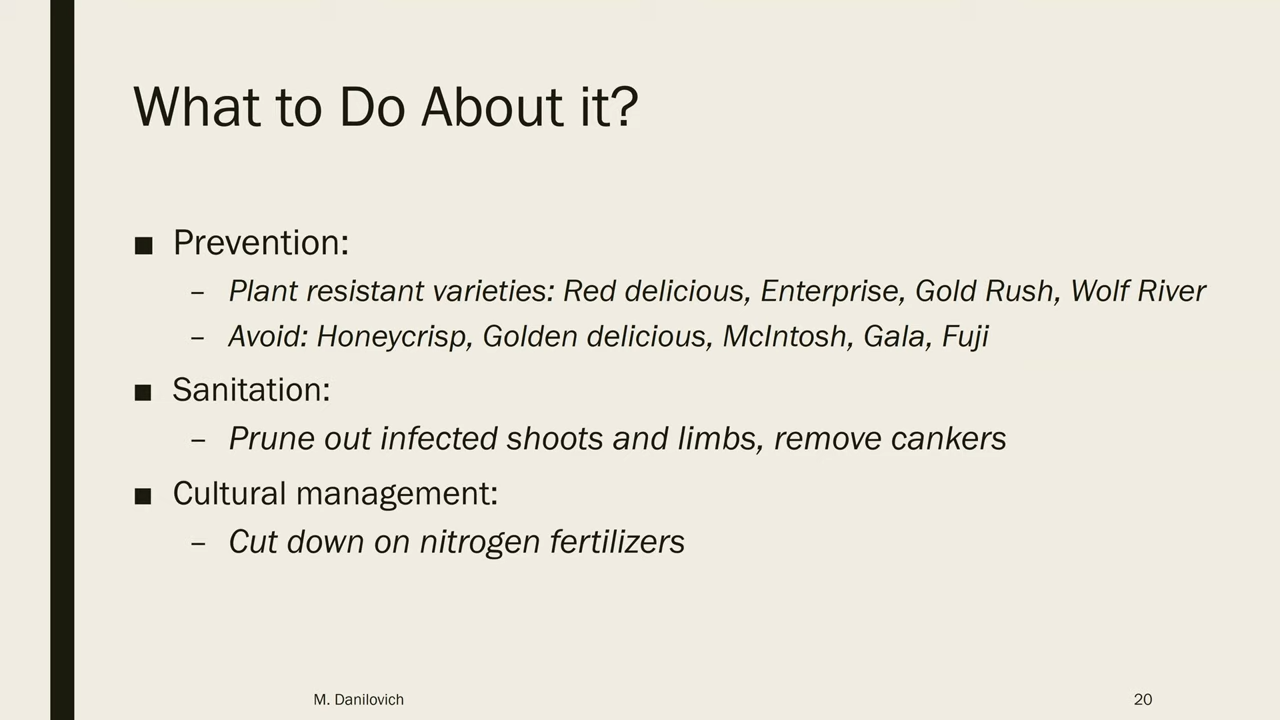 What to Do About it?
■ Prevention:
– Plant resistant varieties: Red delicious, Enterprise, Gold Rush, Wolf River
– Avoid: Honeycrisp, Golden delicious, McIntosh, Gala, Fuji
■ Sanitation:
– Prune out infected shoots and limbs, remove cankers
■ Cultural management:
– Cut down on nitrogen fertilizers
M. Danilovich
20